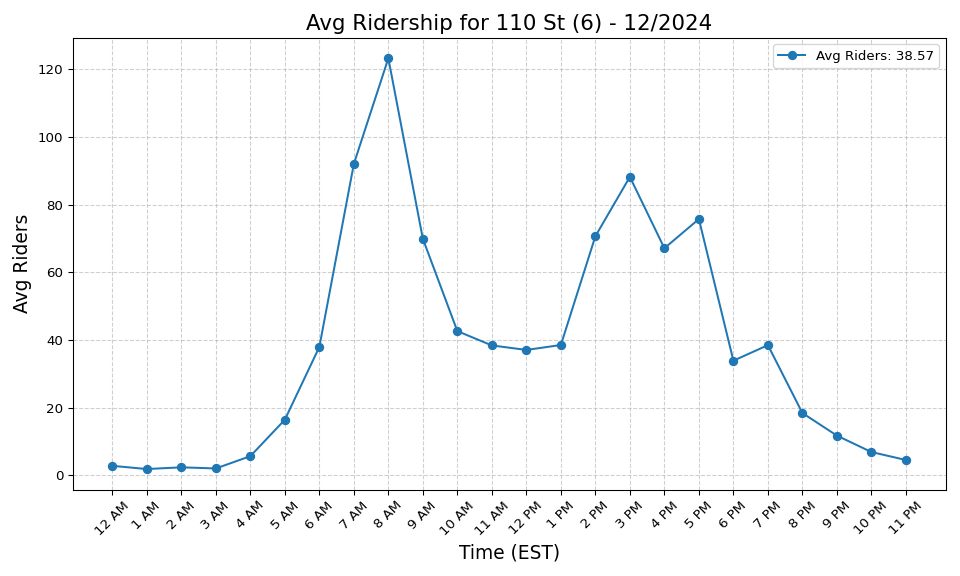 Avg Ridership for 110 St (6) - 12/2024
Avg Riders: 38.57
Avg Riders
120
100
80
60
40
20
0
12 AM
1 AM
2 AM
3 AM
4 AM
5 AM
6 AM
7 AM
8 AM
9 AM
10 AM
11 AM
12 PM
1 PM
2 PM
3 PM
4 PM
5 PM
6 PM
7 PM
8 PM
9 PM
10 PM
11 PM
Time (EST)